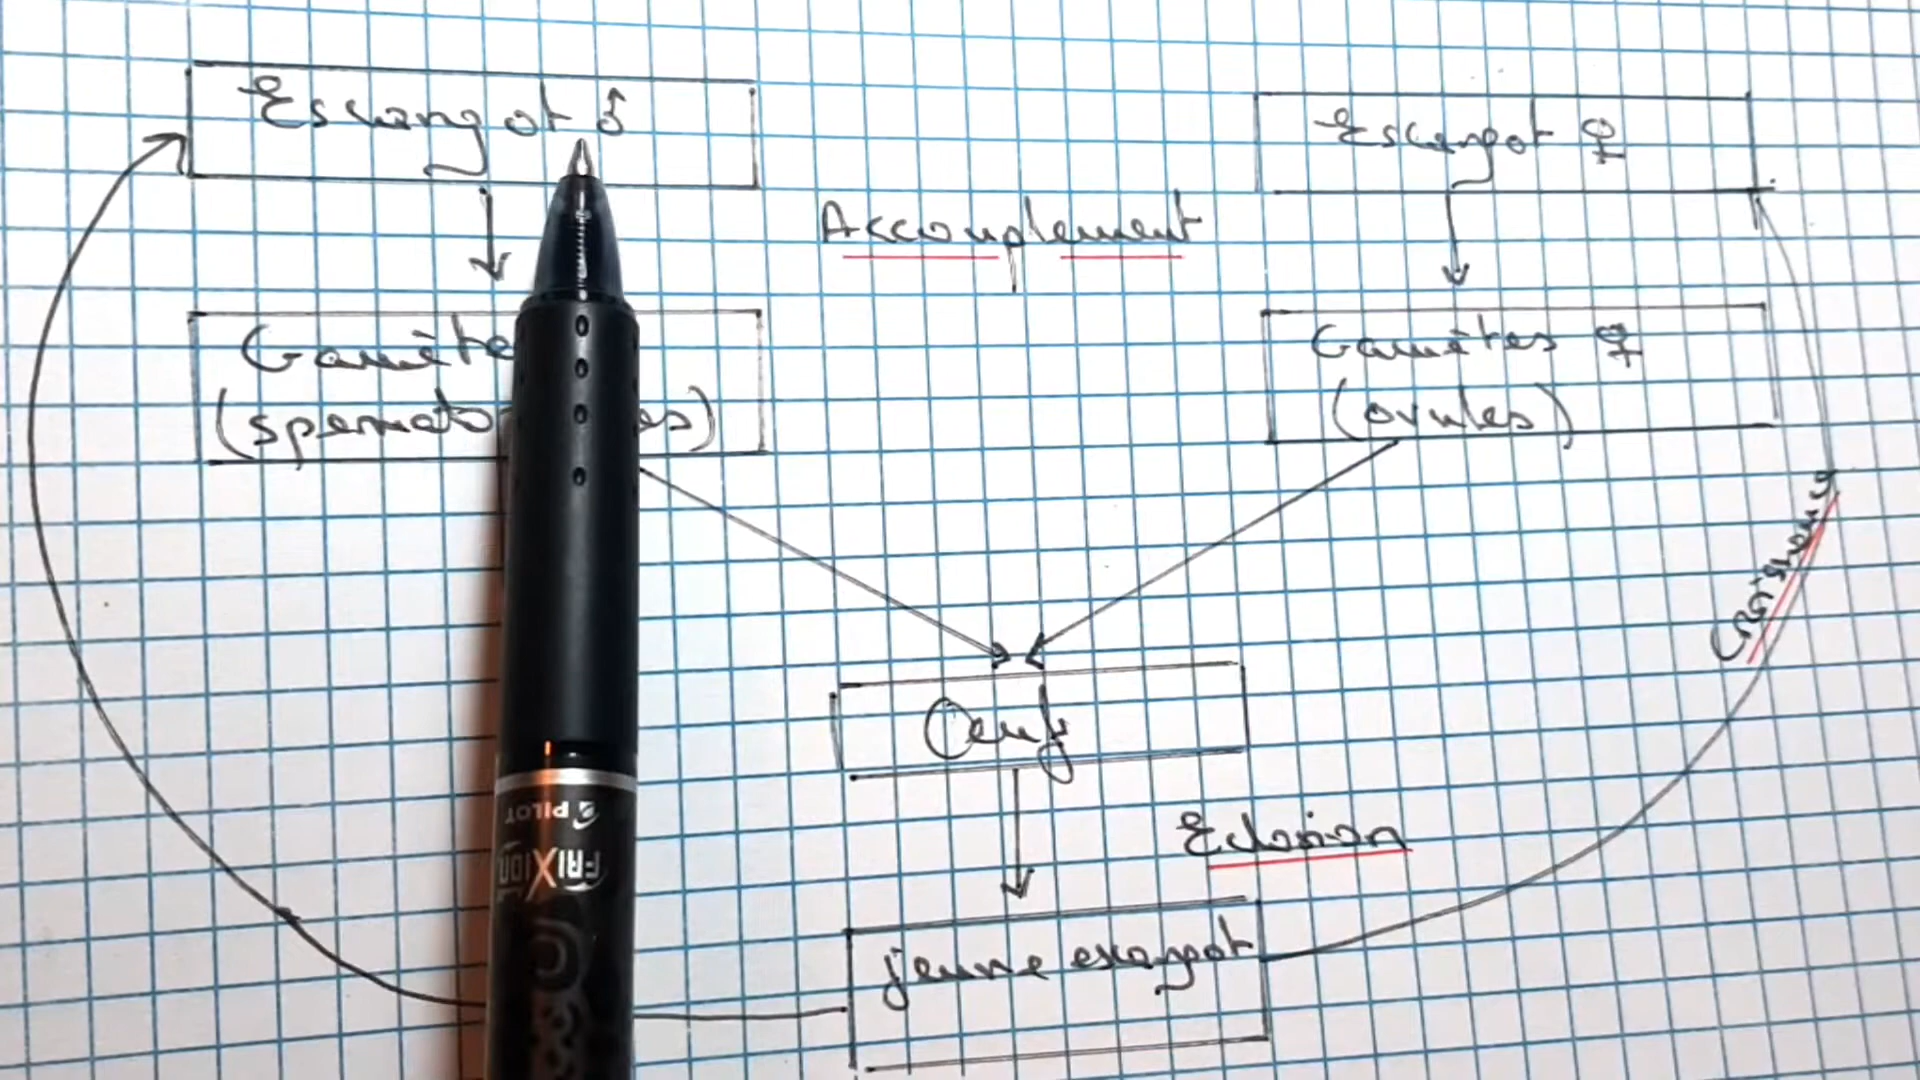 Escargot ♂
Escargot ♀
Accouplement
Gamètes ♀
(ovules)
Croissance
Oeuf
Eclosion
jeune escargot
PILOT
FRIXION